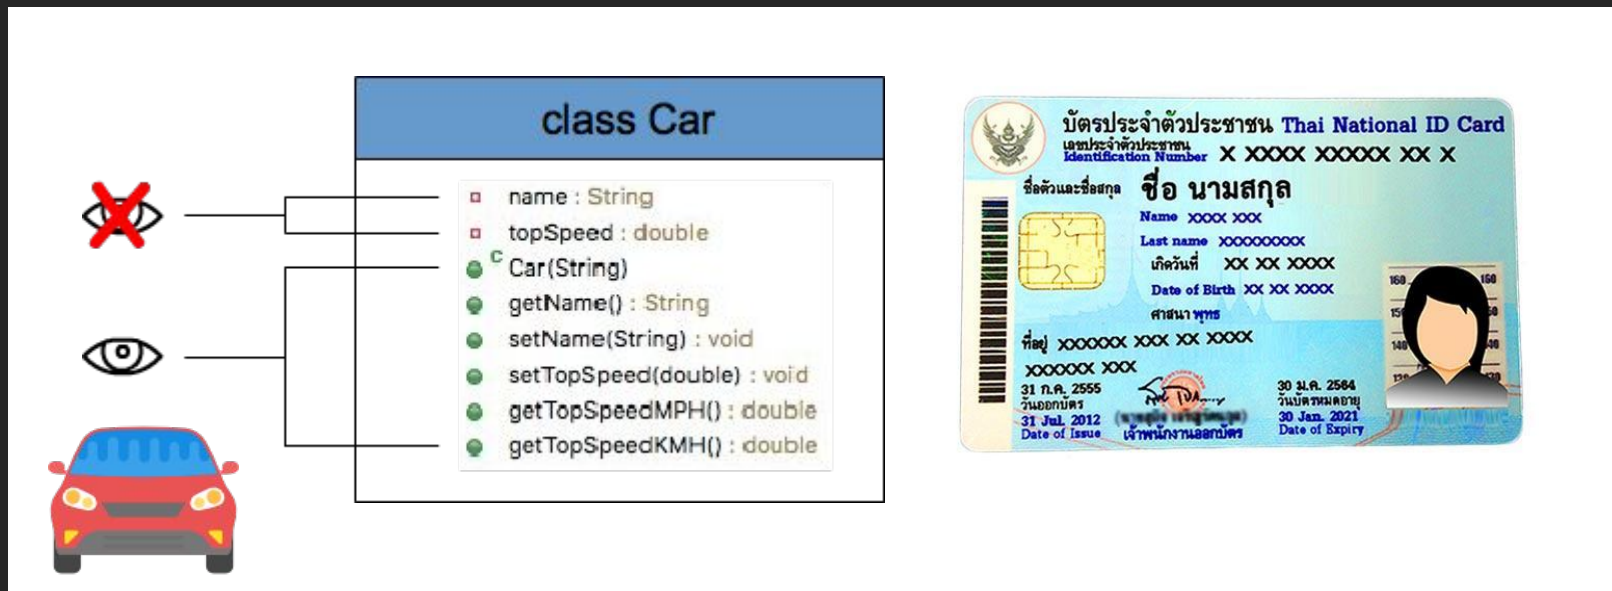 class Car
name : String
topSpeed : double
C
Car(String)
getName() : String
setName(String) : void
setTopSpeed(double) : void
getTopSpeedMPH() : double
getTopSpeedKMH() : double
บัตรประจำตัวประชาชน Thai National ID Card
เลขประจำตัวประชาชน
Identification Number X XXXX XXXXX XX X
ชื่อตัวและชื่อสกุล ชื่อ นามสกุล
Name XXXX XXX
Last name XXXXXXXXX
เกิดวันที่ XX XX XXXX
Date of Birth XX XX XXXX
ศาสนา พุทธ
ที่อยู่ XXXXXX XXX XX XXXX
XXXXXX XXX
31 ก.ค. 2555
วันออกบัตร
31 Jul. 2012
Date of Issue
เจ้าพนักงานออกบัตร
30 ม.ค. 2564
วันบัตรหมดอายุ
30 Jan. 2021
Date of Expiry
160 160
140